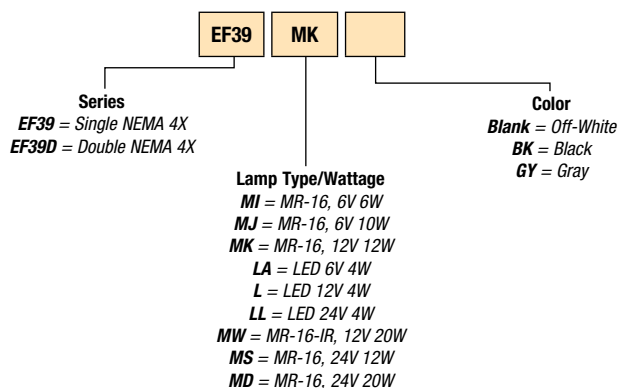 EF39 MK
Series
EF39 = Single NEMA 4X
EF39D = Double NEMA 4X
Lamp Type/Wattage
MI = MR-16, 6V 6W
MJ = MR-16, 6V 10W
MK = MR-16, 12V 12W
LA = LED 6V 4W
L = LED 12V 4W
LL = LED 24V 4W
MW = MR-16-IR, 12V 20W
MS = MR-16, 24V 12W
MD = MR-16, 24V 20W
Color
Blank = Off-White
BK = Black
GY = Gray